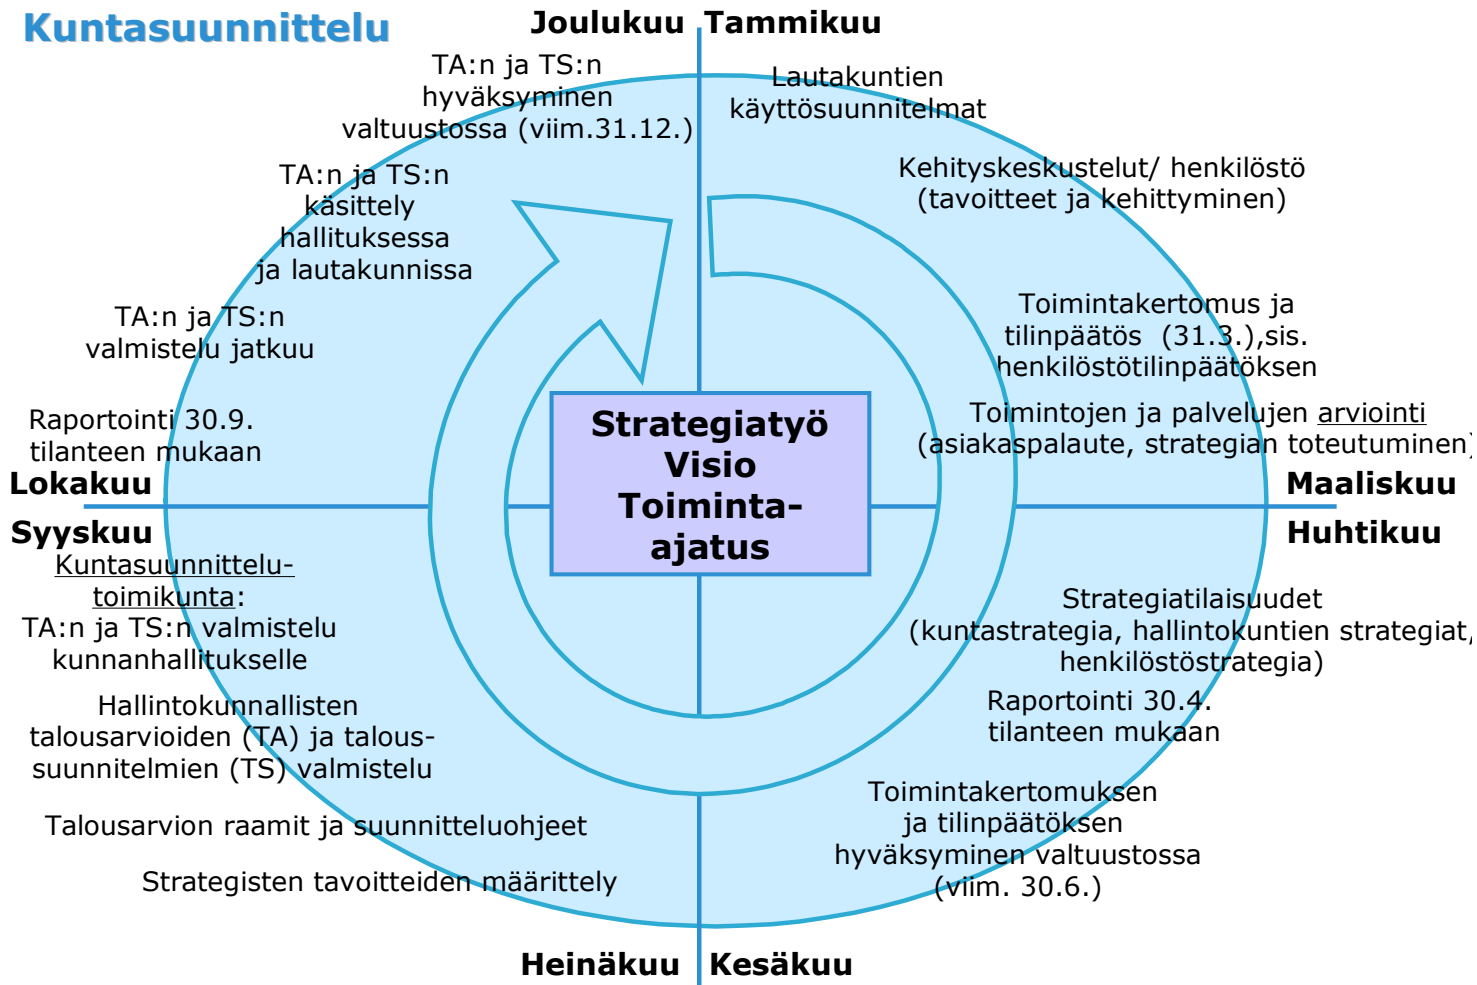 Kuntasuunnittelu
Joulukuu
Tammikuu
Lautakuntien
käyttösuunnitelmat
Kehityskeskustelut/ henkilöstö
(tavoitteet ja kehittyminen)
Toimintakertomus ja
tilinpäätös (31.3.),sis.
henkilöstötilinpäätöksen
Toimintojen ja palvelujen arviointi
(asiakaspalaute, strategian toteutuminen)
Maaliskuu
Huhtikuu
Strategiatilaisuudet
(kuntastrategia, hallintokuntien strategiat,
henkilöstöstrategia)
Raportointi 30.4.
tilanteen mukaan
Toimintakertomuksen
ja tilinpäätöksen
hyväksyminen valtuustossa
(viim. 30.6.)
Kesäkuu
Heinäkuu
Strategisten tavoitteiden määrittely
Talousarvion raamit ja suunnitteluohjeet
Hallintokunnallisten
talousarvioiden (TA) ja talous-
suunnitelmien (TS) valmistelu
Kuntasuunnittelu-
toimikunta:
TA:n ja TS:n valmistelu
kunnanhallitukselle
Syyskuu
Lokakuu
Raportointi 30.9.
tilanteen mukaan
TA:n ja TS:n
valmistelu jatkuu
TA:n ja TS:n
käsittely
hallituksessa
ja lautakunnissa
TA:n ja TS:n
hyväksyminen
valtuustossa (viim.31.12.)
Strategiatyö
Visio
Toiminta-
ajatus